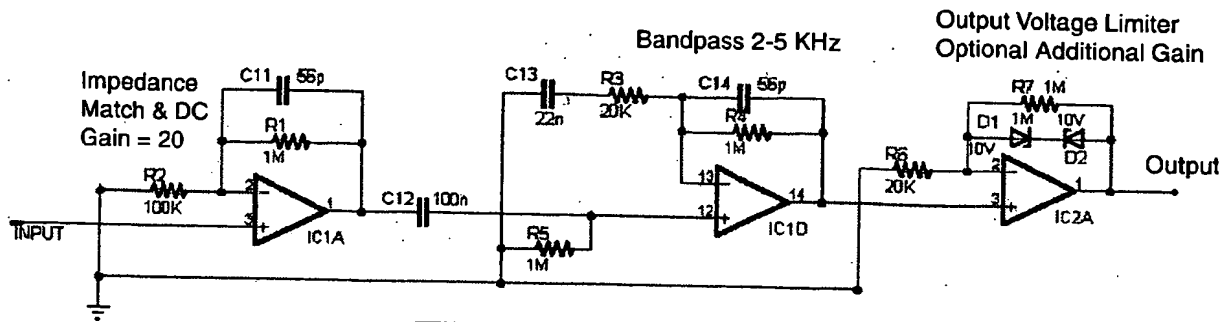 Output Voltage Limiter
Optional Additional Gain
Bandpass 2-5 KHz
Impedance
Match & DC
Gain = 20
C11 56p
R1
1M
R2
100K
2
3
1
IC1A
INPUT
C12 100n
C13
22n
R3
20K
C14 56p
R4
1M
13
12
14
IC1D
R5
1M
R7 1M
D1 1M 10V
10V D2
R6
20K
2
3
1
IC2A
Output